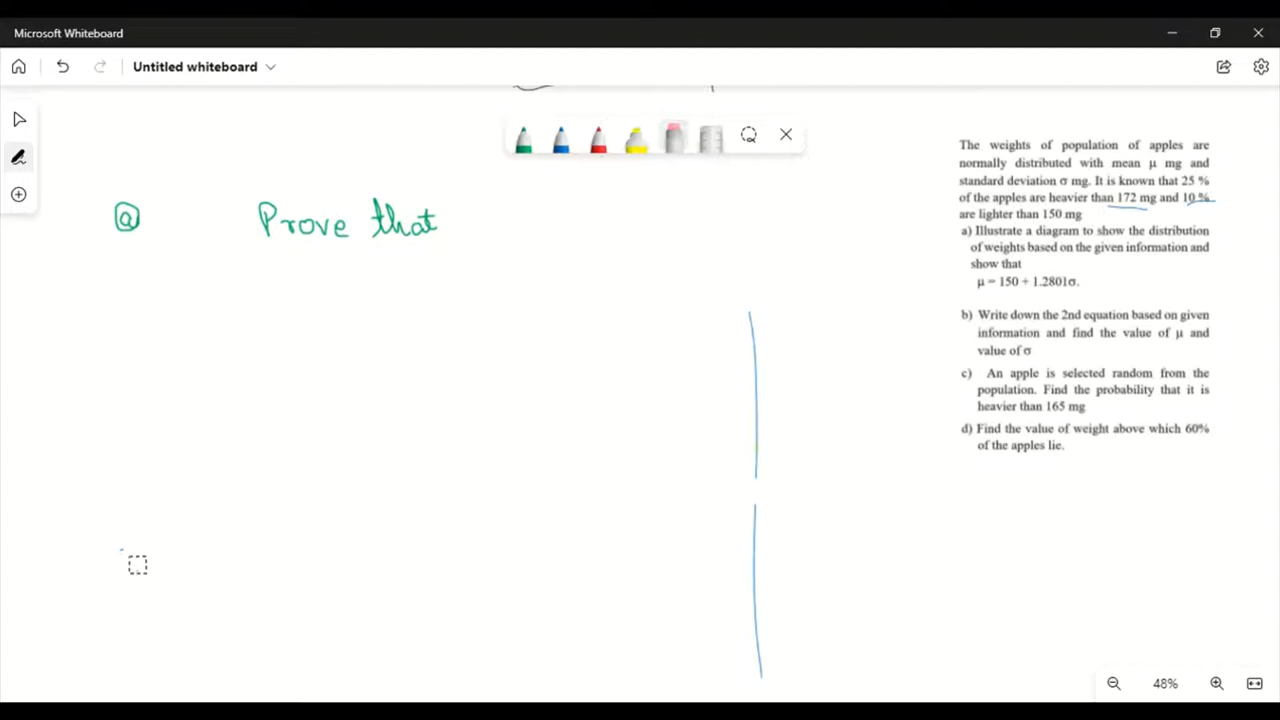 Microsoft Whiteboard
Untitled whiteboard
The weights of population of apples are
normally distributed with mean μ mg and
standard deviation σ mg. It is known that 25 %
of the apples are heavier than 172 mg and 10 %
are lighter than 150 mg
a) Illustrate a diagram to show the distribution
of weights based on the given information and
show that
μ = 150 + 1.2801σ.
b) Write down the 2nd equation based on given
information and find the value of μ and
value of σ
c) An apple is selected random from the
population. Find the probability that it is
heavier than 165 mg
d) Find the value of weight above which 60%
of the apples lie.
ⓐ Prove that
48%